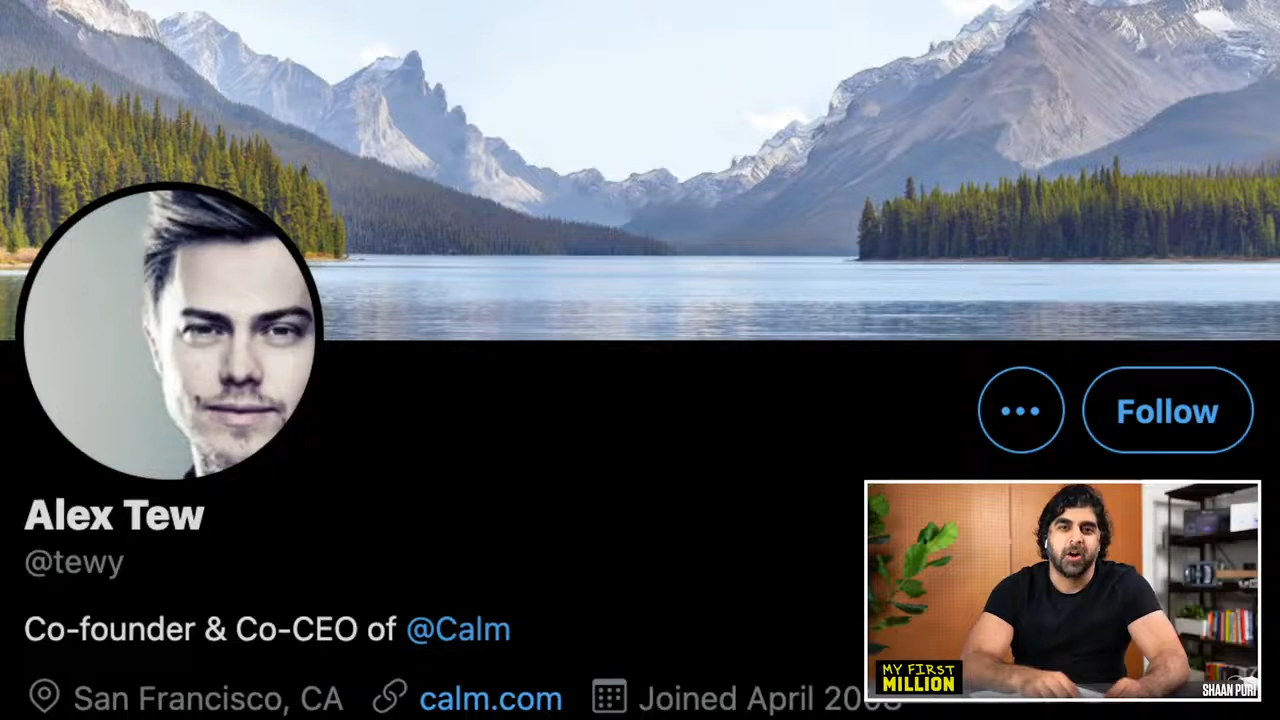 Follow
Alex Tew
@tewy
Co-founder & Co-CEO of @Calm
San Francisco, CA calm.com Joined April
MY FIRST
MILLION
SHAAN PURI